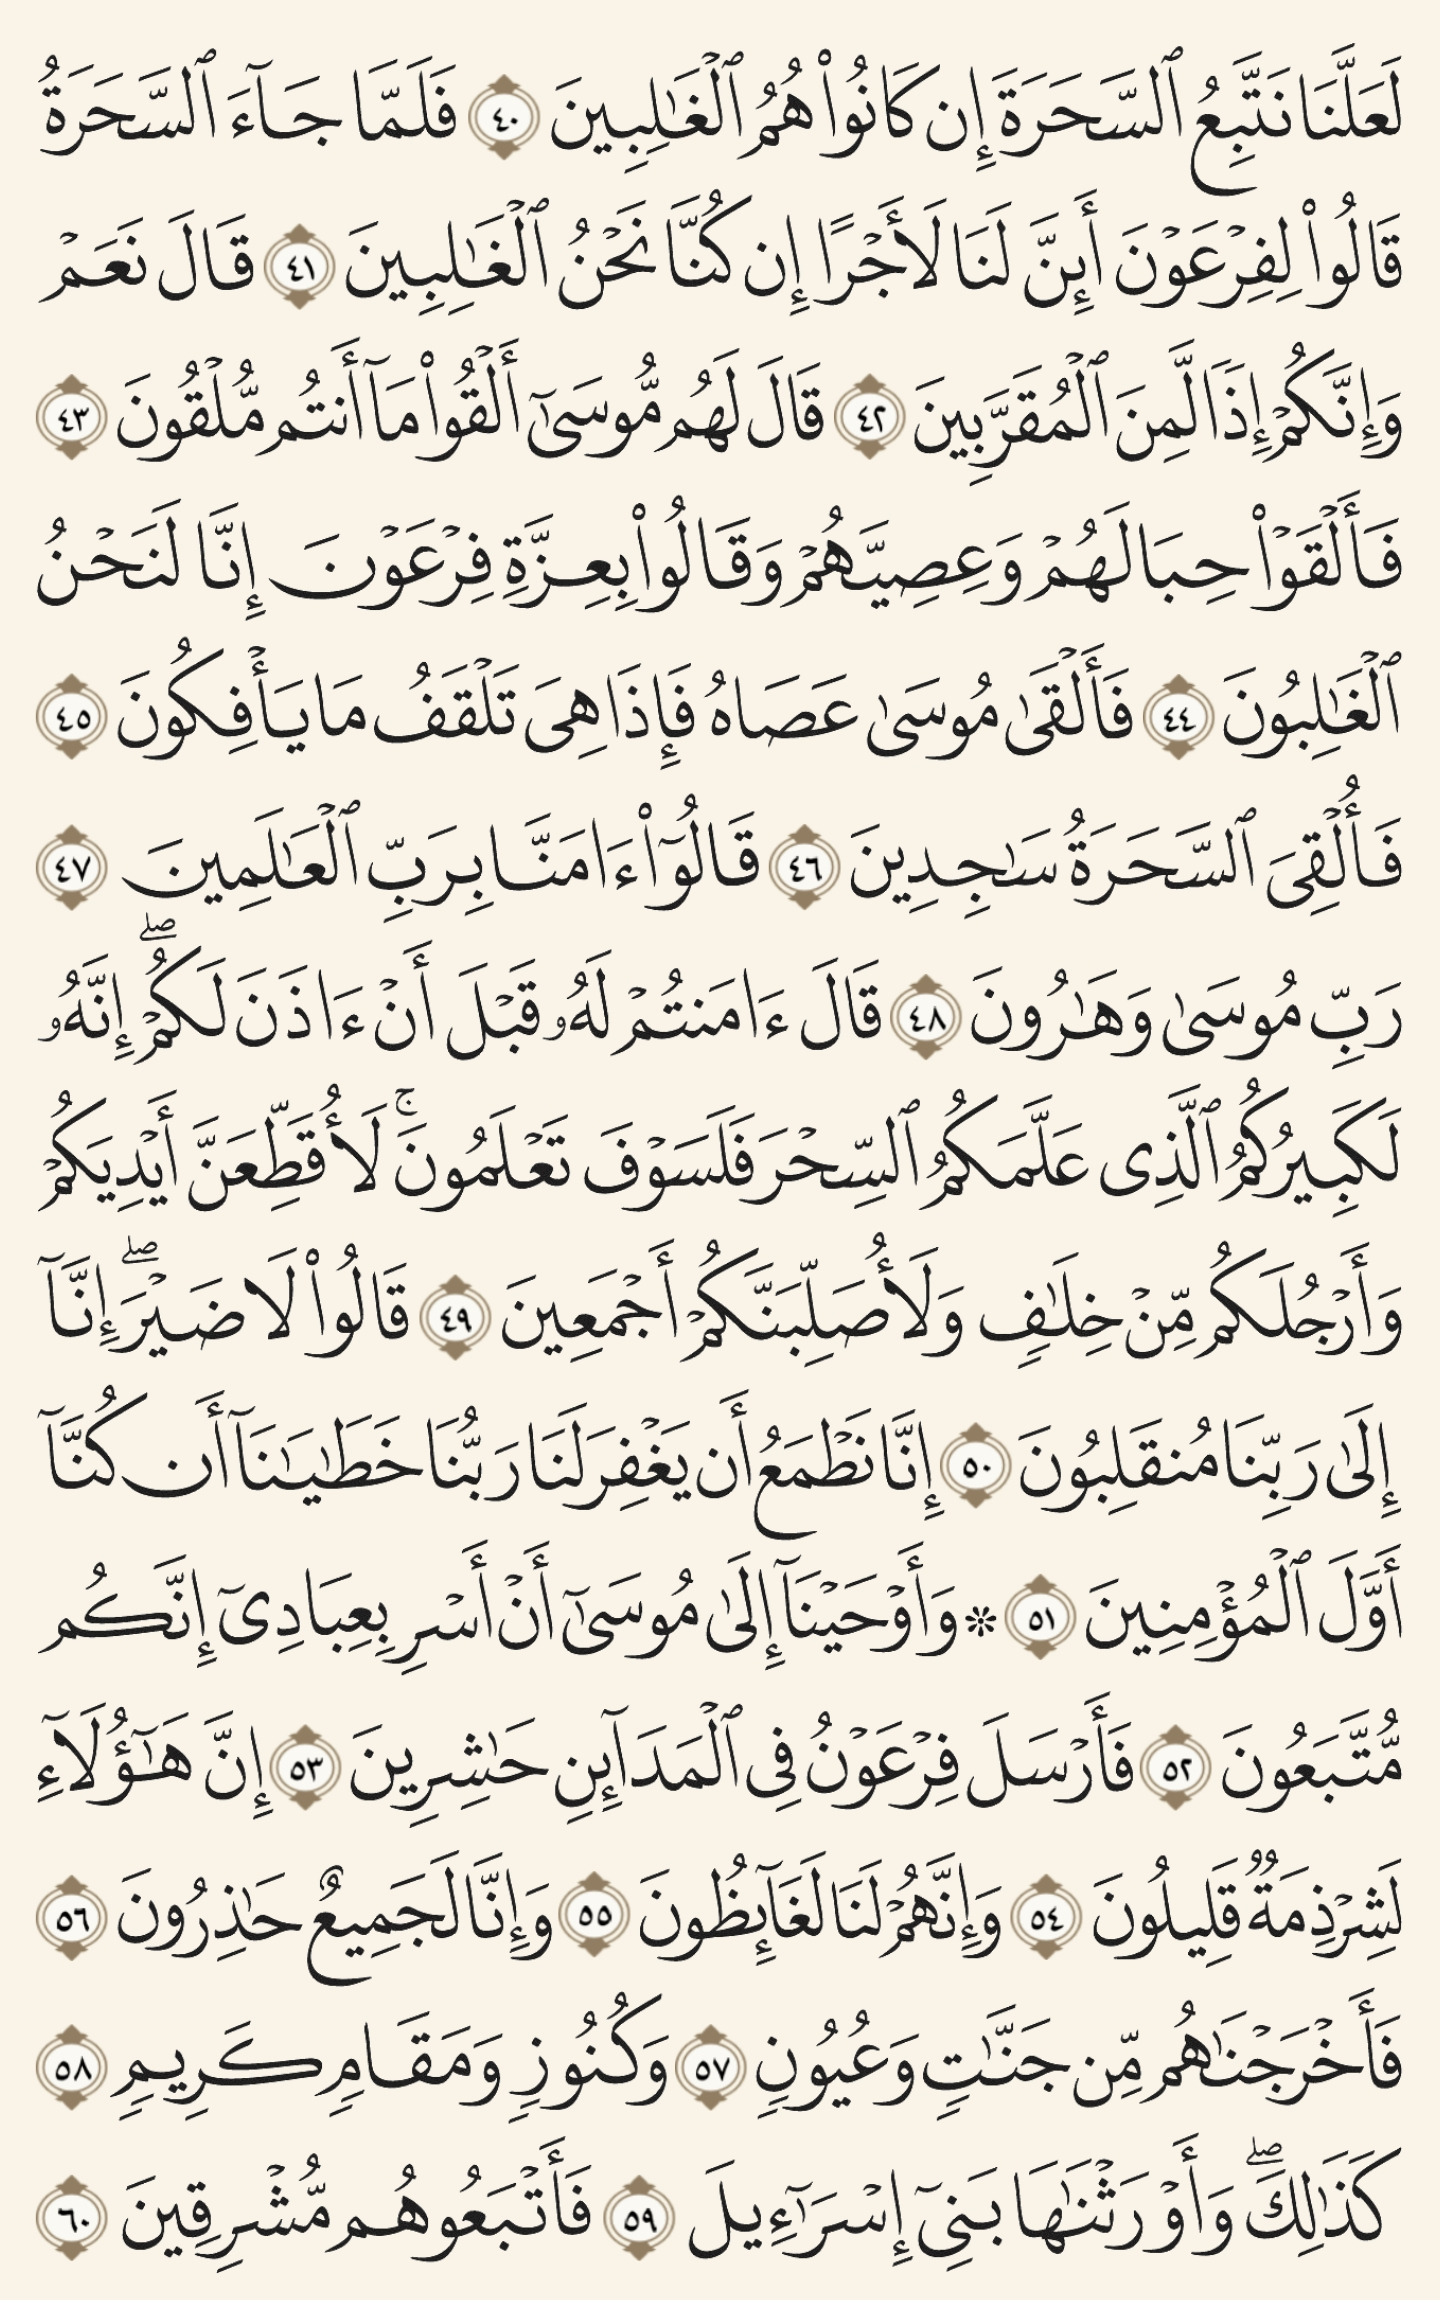 لَعَلَّنَا نَتَّبِعُ ٱلسَّحَرَةَ إِن كَانُوا۟ هُمُ ٱلْغَـٰلِبِينَ ٤٠ فَلَمَّا جَآءَ ٱلسَّحَرَةُ
قَالُوا۟ لِفِرْعَوْنَ أَئِنَّ لَنَا لَأَجْرًا إِن كُنَّا نَحْنُ ٱلْغَـٰلِبِينَ ٤١ قَالَ نَعَمْ
وَإِنَّكُمْ إِذًا لَّمِنَ ٱلْمُقَرَّبِينَ ٤٢ قَالَ لَهُم مُّوسَىٰٓ أَلْقُوا۟ مَآ أَنتُم مُّلْقُونَ ٤٣
فَأَلْقَوْا۟ حِبَالَهُمْ وَعِصِيَّهُمْ وَقَالُوا۟ بِعِزَّةِ فِرْعَوْنَ إِنَّا لَنَحْنُ
ٱلْغَـٰلِبُونَ ٤٤ فَأَلْقَىٰ مُوسَىٰ عَصَاهُ فَإِذَا هِىَ تَلْقَفُ مَا يَأْفِكُونَ ٤٥
فَأُلْقِىَ ٱلسَّحَرَةُ سَـٰجِدِينَ ٤٦ قَالُوٓا۟ ءَامَنَّا بِرَبِّ ٱلْعَـٰلَمِينَ ٤٧
رَبِّ مُوسَىٰ وَهَـٰرُونَ ٤٨ قَالَ ءَامَنتُمْ لَهُۥ قَبْلَ أَنْ ءَاذَنَ لَكُمْ ۖ إِنَّهُۥ
لَكَبِيرُكُمُ ٱلَّذِى عَلَّمَكُمُ ٱلسِّحْرَ فَلَسَوْفَ تَعْلَمُونَ ۚ لَأُقَطِّعَنَّ أَيْدِيَكُمْ
وَأَرْجُلَكُم مِّنْ خِلَـٰفٍ وَلَأُصَلِّبَنَّكُمْ أَجْمَعِينَ ٤٩ قَالُوا۟ لَا ضَيْرَ ۖ إِنَّآ
إِلَىٰ رَبِّنَا مُنقَلِبُونَ ٥٠ إِنَّا نَطْمَعُ أَن يَغْفِرَ لَنَا رَبُّنَا خَطَـٰيَـٰنَآ أَن كُنَّآ
أَوَّلَ ٱلْمُؤْمِنِينَ ٥١ ۞ وَأَوْحَيْنَآ إِلَىٰ مُوسَىٰٓ أَنْ أَسْرِ بِعِبَادِىٓ إِنَّكُم
مُّتَّبَعُونَ ٥٢ فَأَرْسَلَ فِرْعَوْنُ فِى ٱلْمَدَآئِنِ حَـٰشِرِينَ ٥٣ إِنَّ هَـٰٓؤُلَآءِ
لَشِرْذِمَةٌ قَلِيلُونَ ٥٤ وَإِنَّهُمْ لَنَا لَغَآئِظُونَ ٥٥ وَإِنَّا لَجَمِيعٌ حَـٰذِرُونَ ٥٦
فَأَخْرَجْنَـٰهُم مِّن جَنَّـٰتٍ وَعُيُونٍ ٥٧ وَكُنُوزٍ وَمَقَامٍ كَرِيمٍ ٥٨
كَذَٰلِكَ ۖ وَأَوْرَثْنَـٰهَا بَنِىٓ إِسْرَٰٓءِيلَ ٥٩ فَأَتْبَعُوهُم مُّشْرِقِينَ ٦٠